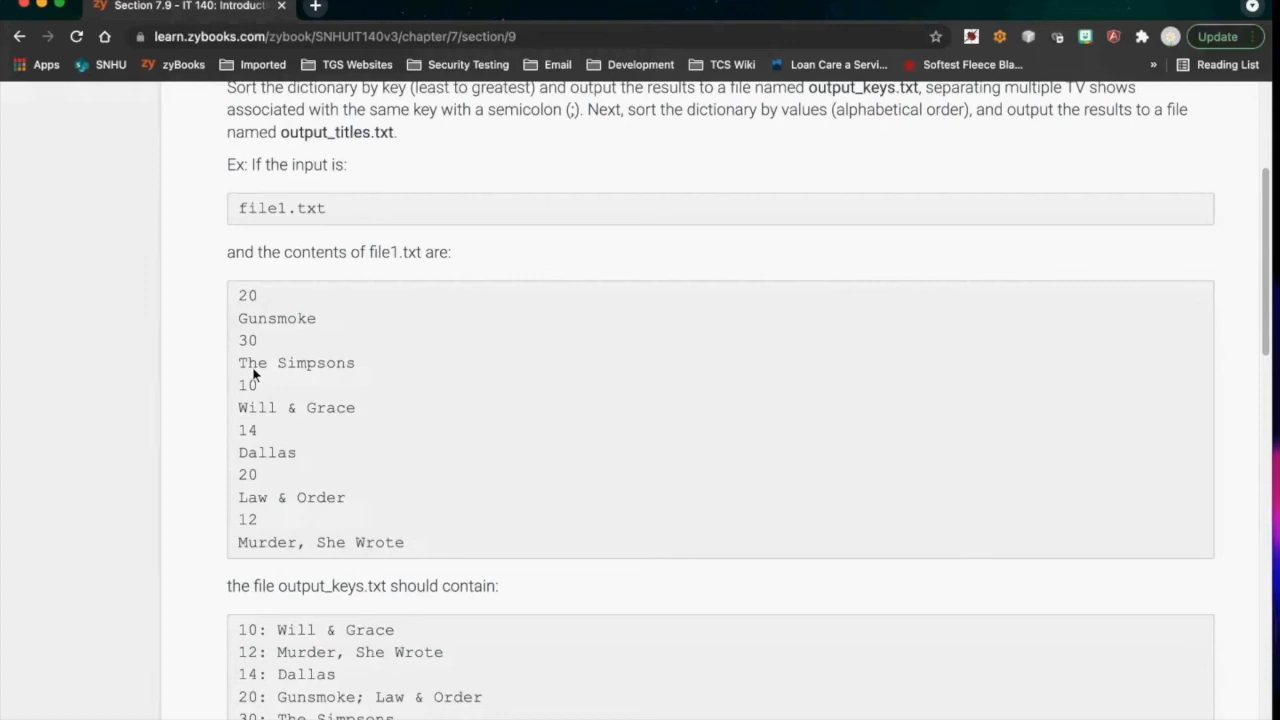 zy Section 7.9 - IT 140: Introducti
learn.zybooks.com/zybook/SNHUIT140v3/chapter/7/section/9
Update
Apps
SNHU
zy zyBooks
Imported
TGS Websites
Security Testing
Email
Development
TCS Wiki
Loan Care a Servi...
Softest Fleece Bla...
»
Reading List
Sort the dictionary by key (least to greatest) and output the results to a file named output_keys.txt, separating multiple TV shows
associated with the same key with a semicolon (;). Next, sort the dictionary by values (alphabetical order), and output the results to a file
named output_titles.txt.
Ex: If the input is:
file1.txt
and the contents of file1.txt are:
20
Gunsmoke
30
The Simpsons
10
Will & Grace
14
Dallas
20
Law & Order
12
Murder, She Wrote
the file output_keys.txt should contain:
10: Will & Grace
12: Murder, She Wrote
14: Dallas
20: Gunsmoke; Law & Order
30: The Simpsons